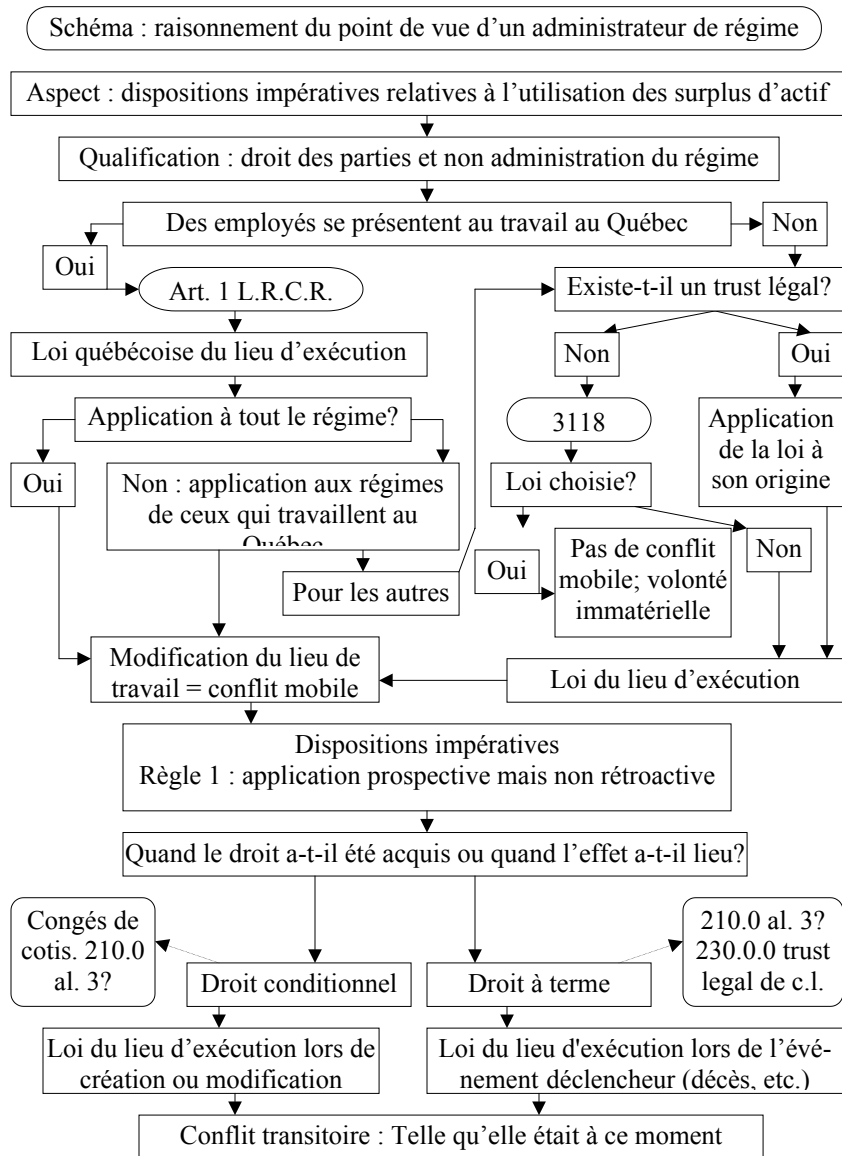 Schéma : raisonnement du point de vue d’un administrateur de régime
Aspect : dispositions impératives relatives à l’utilisation des surplus d’actif
Qualification : droit des parties et non administration du régime
Des employés se présentent au travail au Québec
Non
Oui
Art. 1 L.R.C.R.
Existe-t-il un trust légal?
Loi québécoise du lieu d’exécution
Non
Oui
Application à tout le régime?
3118
Application
de la loi à
son origine
Oui
Non : application aux régimes
de ceux qui travaillent au
Québec
Loi choisie?
Pour les autres
Oui
Pas de conflit
mobile; volonté
immatérielle
Non
Modification du lieu de
travail = conflit mobile
Loi du lieu d’exécution
Dispositions impératives
Règle 1 : application prospective mais non rétroactive
Quand le droit a-t-il été acquis ou quand l’effet a-t-il lieu?
Congés de
cotis. 210.0
al. 3?
210.0 al. 3?
230.0.0 trust
legal de c.l.
Droit conditionnel
Droit à terme
Loi du lieu d’exécution lors de
création ou modification
Loi du lieu d'exécution lors de l’évé-
nement déclencheur (décès, etc.)
Conflit transitoire : Telle qu’elle était à ce moment